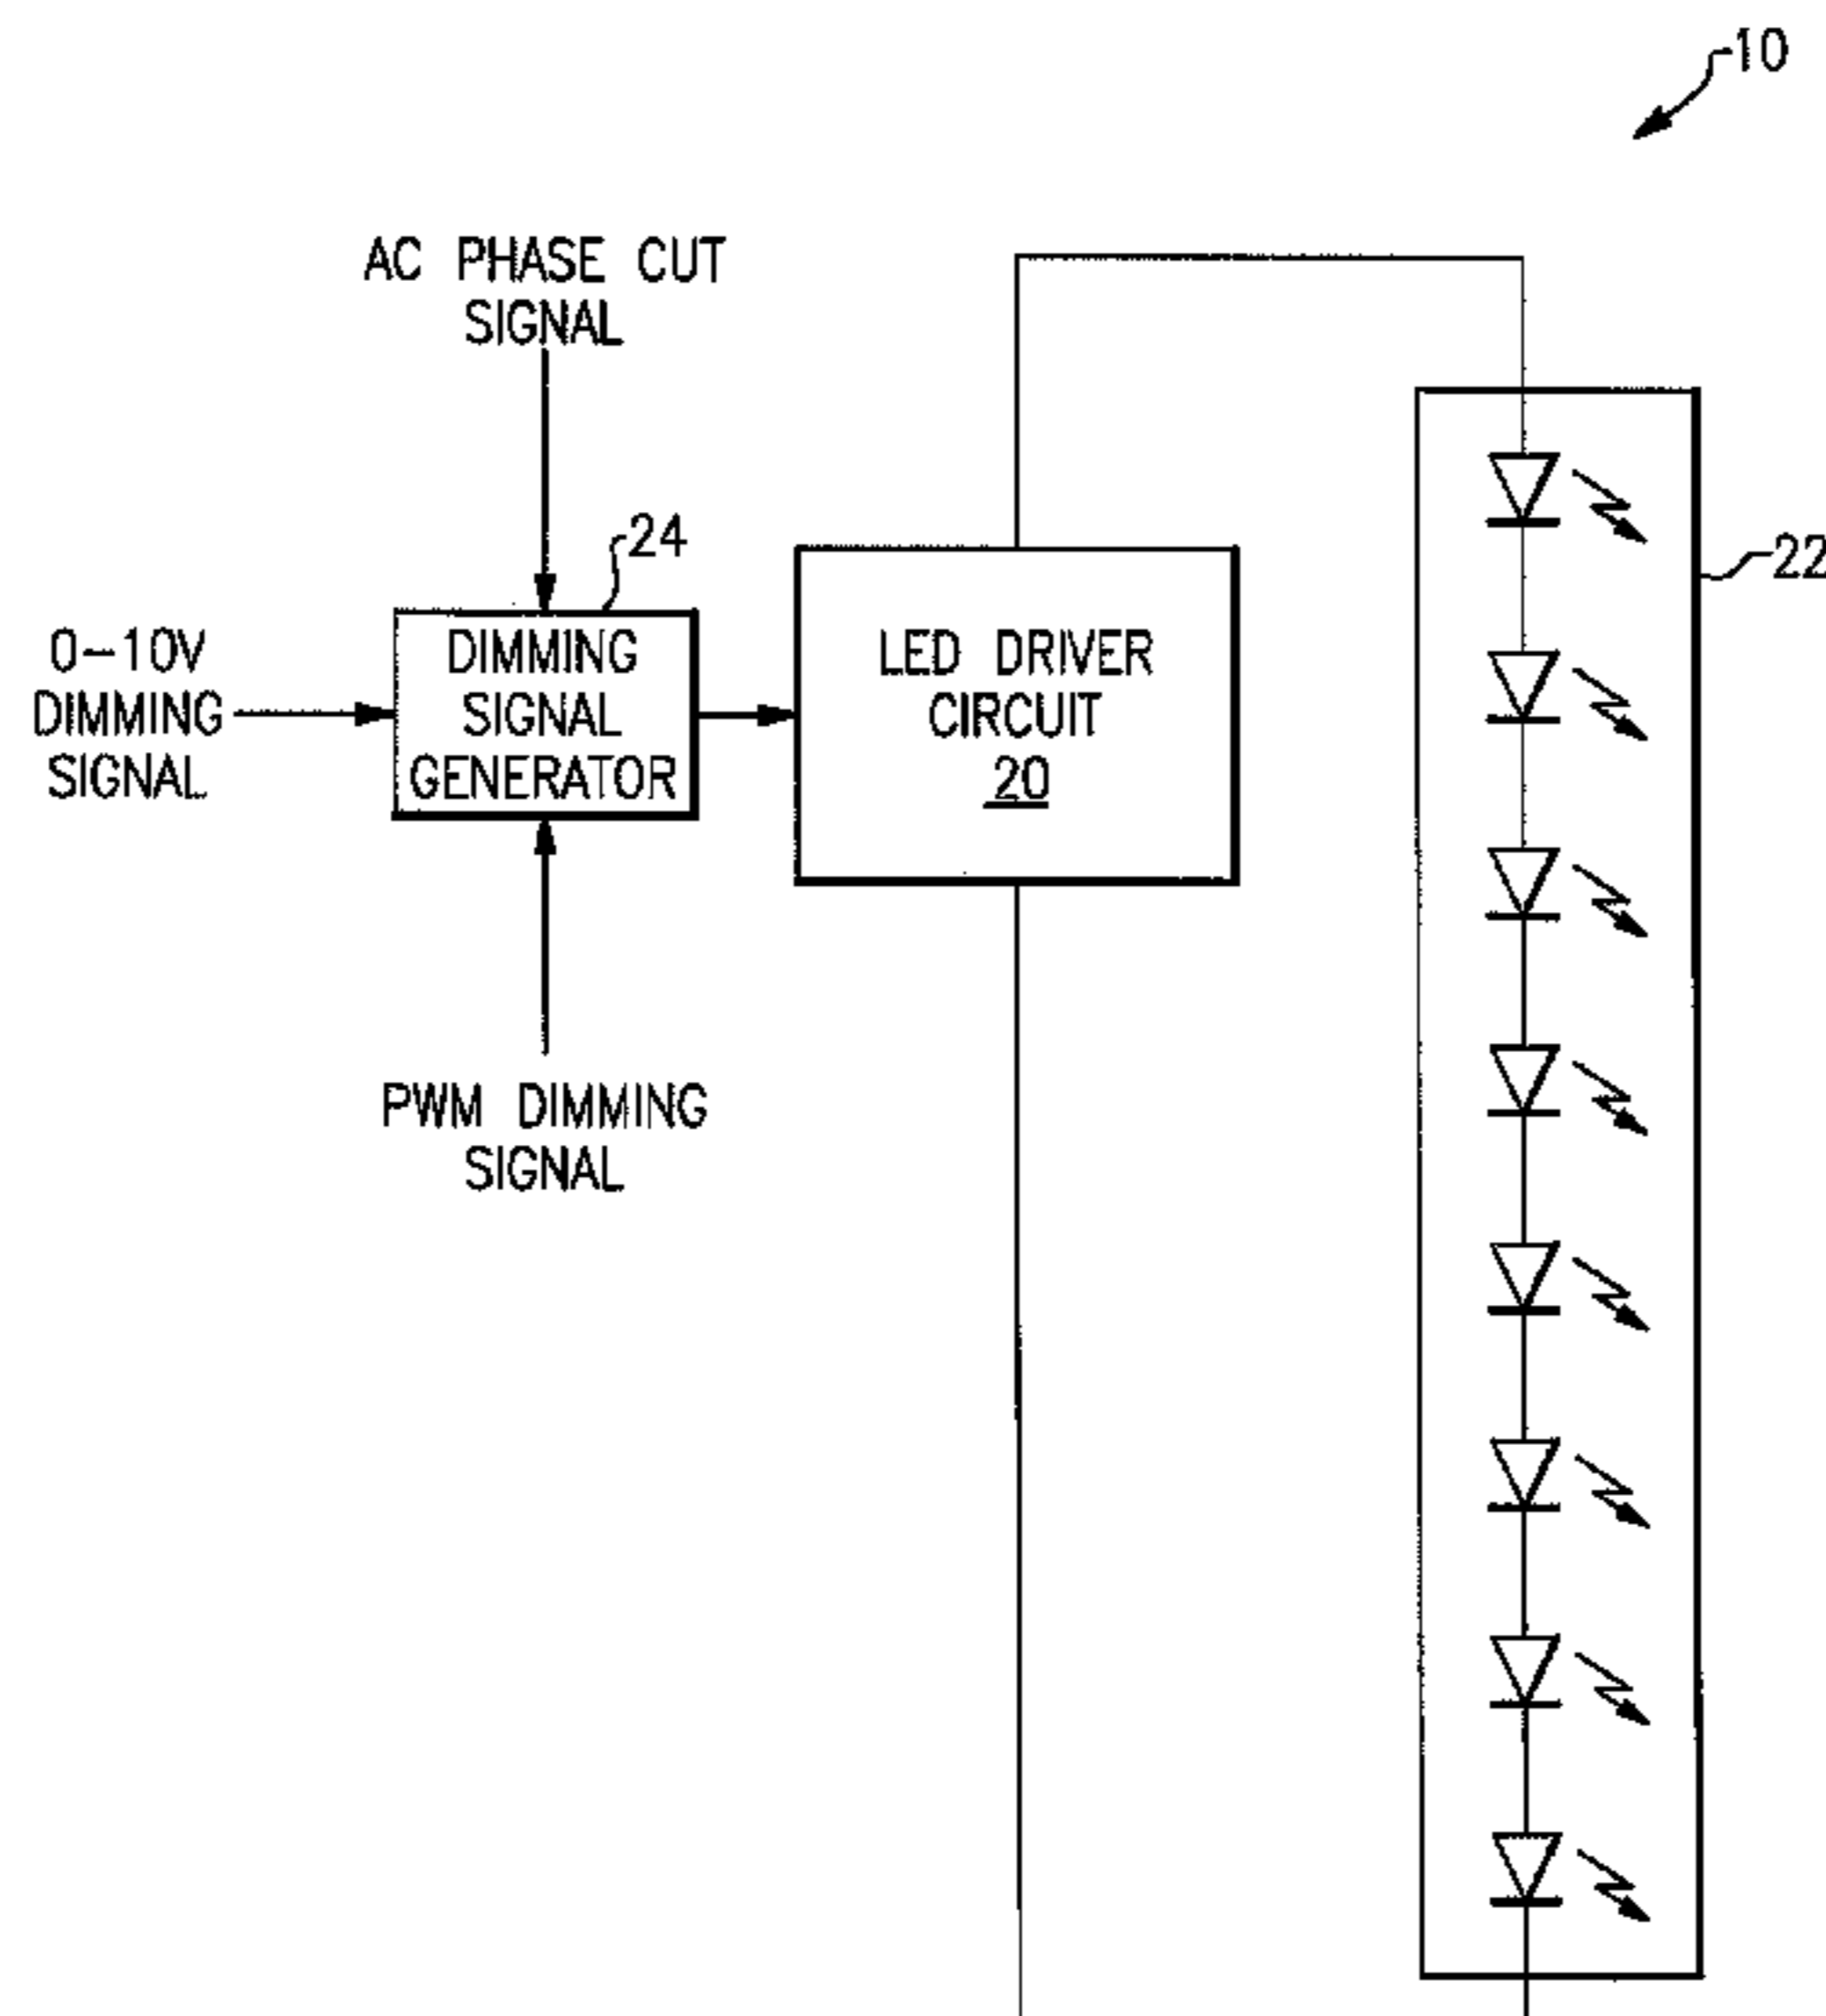 10
AC PHASE CUT
SIGNAL
24
22
0-10V
DIMMING
SIGNAL
DIMMING
SIGNAL
GENERATOR
LED DRIVER
CIRCUIT
20
PWM DIMMING
SIGNAL